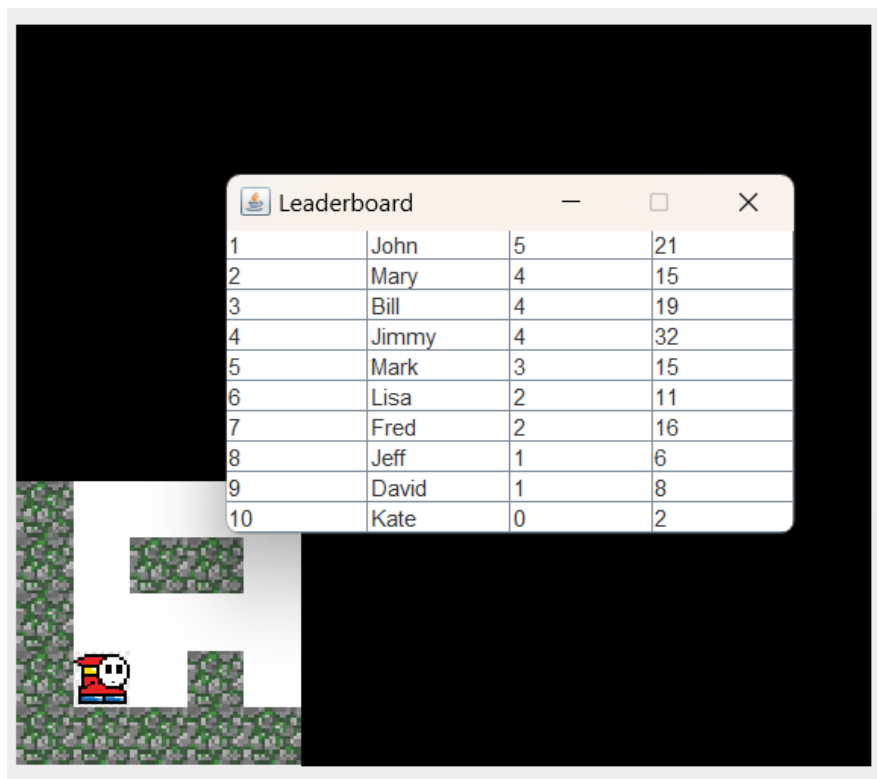 Leaderboard
1 John 5 21
2 Mary 4 15
3 Bill 4 19
4 Jimmy 4 32
5 Mark 3 15
6 Lisa 2 11
7 Fred 2 16
8 Jeff 1 6
9 David 1 8
10 Kate 0 2